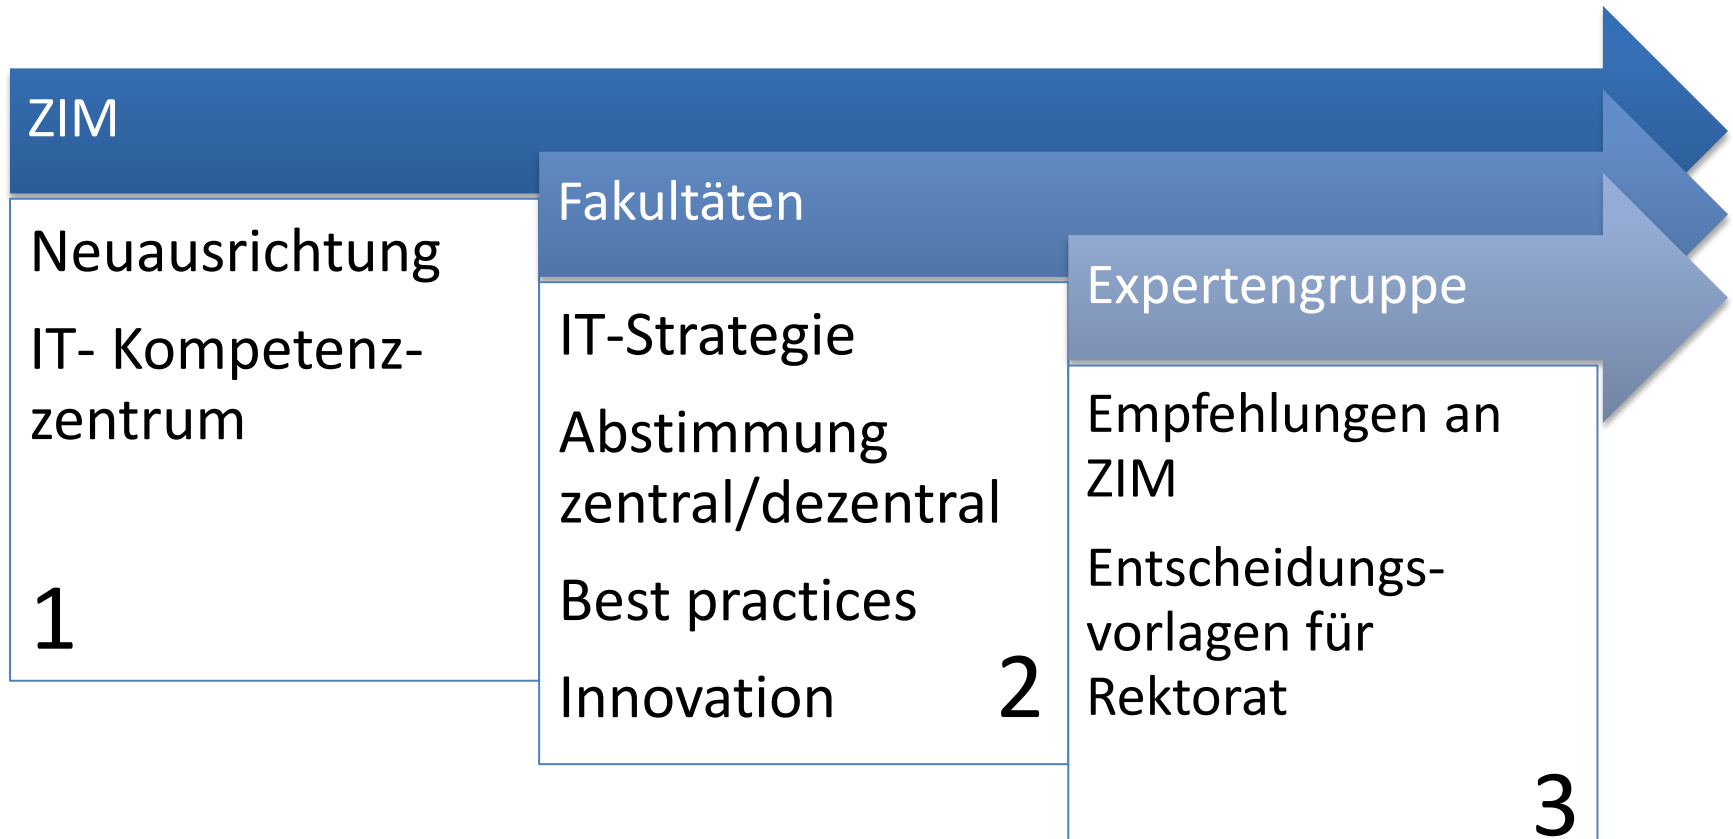 ZIM
Neuausrichtung
IT- Kompetenz-
zentrum
1
Fakultäten
IT-Strategie
Abstimmung
zentral/dezentral
Best practices
Innovation
2
Expertengruppe
Empfehlungen an
ZIM
Entscheidungs-
vorlagen für
Rektorat
3